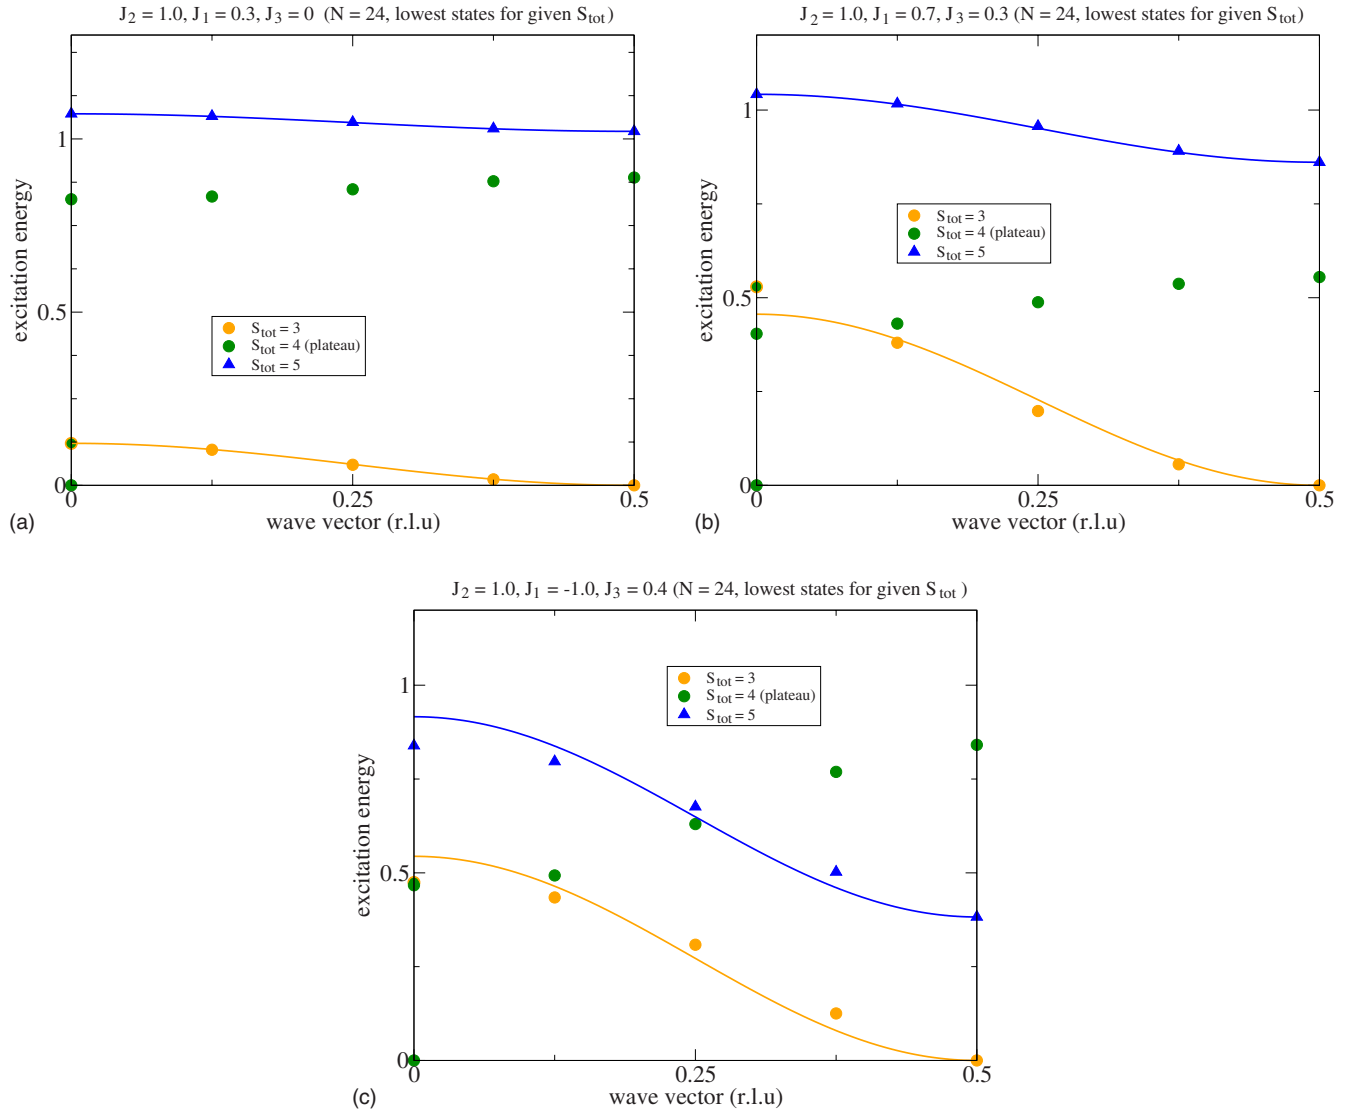 J2 = 1.0, J1 = 0.3, J3 = 0 (N = 24, lowest states for given Stot)
1
0.5
0
excitation energy
Stot = 3
Stot = 4 (plateau)
Stot = 5
0
0.25
0.5
wave vector (r.l.u)
(a)
J2 = 1.0, J1 = 0.7, J3 = 0.3 (N = 24, lowest states for given Stot)
1
0.5
0
excitation energy
Stot = 3
Stot = 4 (plateau)
Stot = 5
0
0.25
0.5
wave vector (r.l.u)
(b)
J2 = 1.0, J1 = -1.0, J3 = 0.4 (N = 24, lowest states for given Stot )
1
0.5
0
excitation energy
Stot = 3
Stot = 4 (plateau)
Stot = 5
0
0.25
0.5
wave vector (r.l.u)
(c)